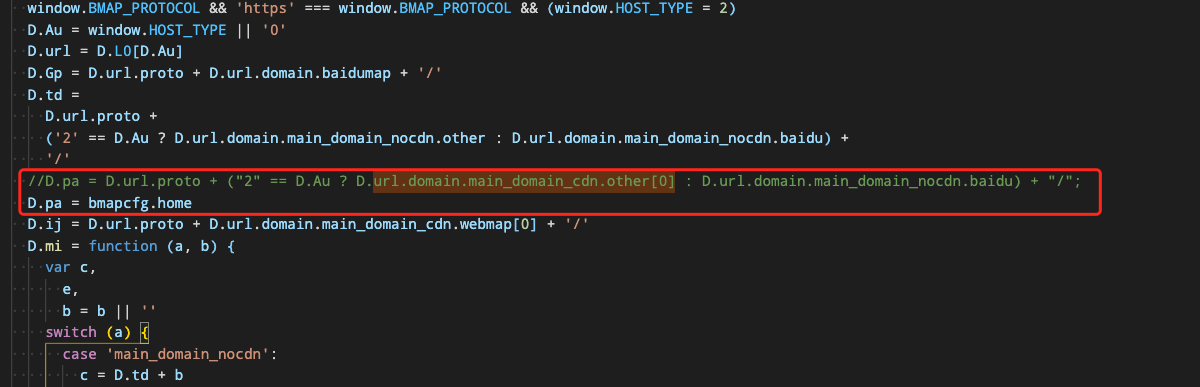 window.BMAP_PROTOCOL && 'https' === window.BMAP_PROTOCOL && (window.HOST_TYPE = 2)
D.Au = window.HOST_TYPE || '0'
D.url = D.L0[D.Au]
D.Gp = D.url.proto + D.url.domain.baidumap + '/'
D.td =
D.url.proto +
('2' == D.Au ? D.url.domain.main_domain_nocdn.other : D.url.domain.main_domain_nocdn.baidu) +
'/'
//D.pa = D.url.proto + ("2" == D.Au ? D.url.domain.main_domain_cdn.other[0] : D.url.domain.main_domain_nocdn.baidu) + "/";
D.pa = bmapcfg.home
D.ij = D.url.proto + D.url.domain.main_domain_cdn.webmap[0] + '/'
D.mi = function (a, b) {
var c,
e,
b = b || ''
switch (a) {
case 'main_domain_nocdn':
c = D.td + b